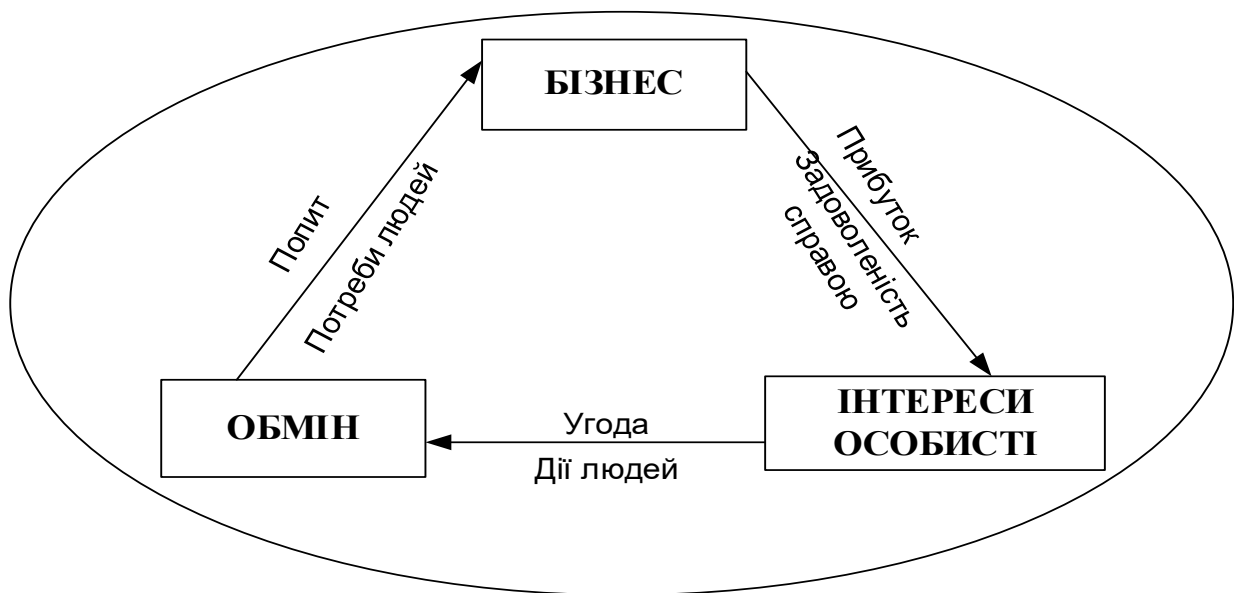 БІЗНЕС
Попит
Потреби людей
Прибуток
Задоволеність
справою
ОБМІН
Угода
Дії людей
ІНТЕРЕСИ
ОСОБИСТІ